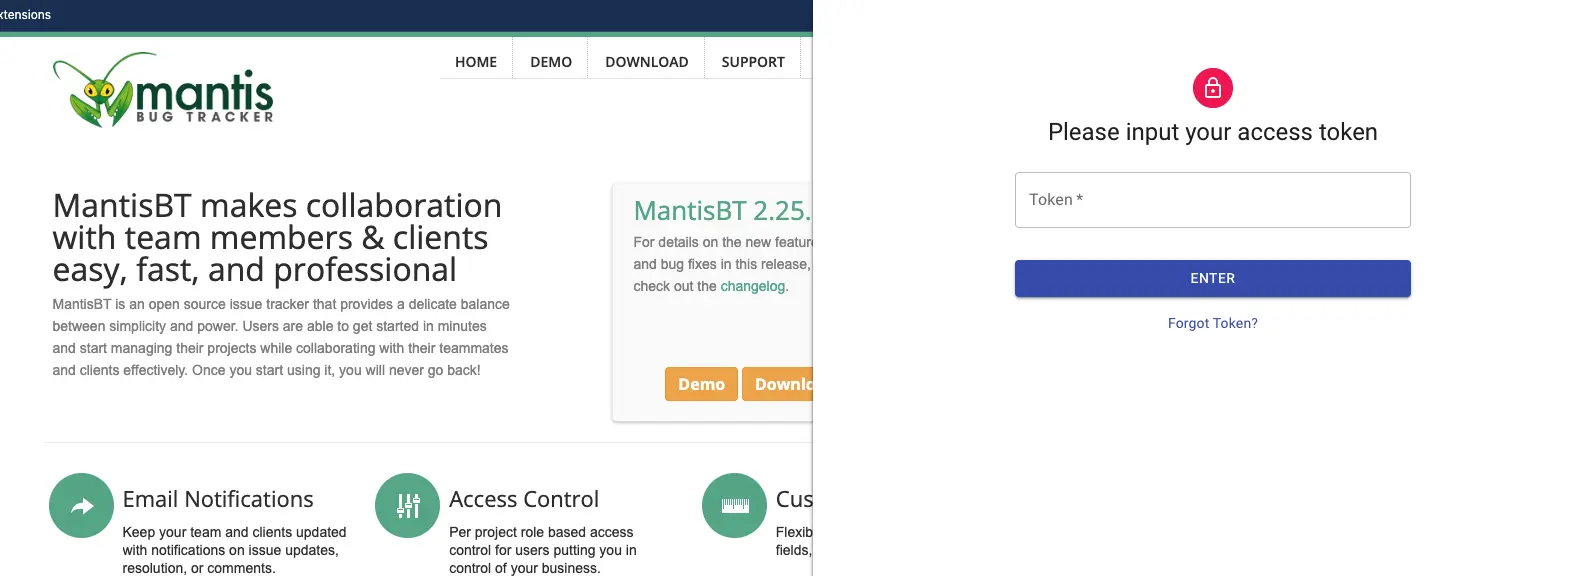 xtensions
HOME DEMO DOWNLOAD SUPPORT
mantis
BUG TRACKER
MantisBT makes collaboration
with team members & clients
easy, fast, and professional
MantisBT is an open source issue tracker that provides a delicate balance
between simplicity and power. Users are able to get started in minutes
and start managing their projects while collaborating with their teammates
and clients effectively. Once you start using it, you will never go back!
MantisBT 2.25.
For details on the new featur
and bug fixes in this release,
check out the changelog.
Demo Downlo
Email Notifications
Keep your team and clients updated
with notifications on issue updates,
resolution, or comments.
Access Control
Per project role based access
control for users putting you in
control of your business.
Cus
Flexib
fields,
Please input your access token
Token *
ENTER
Forgot Token?